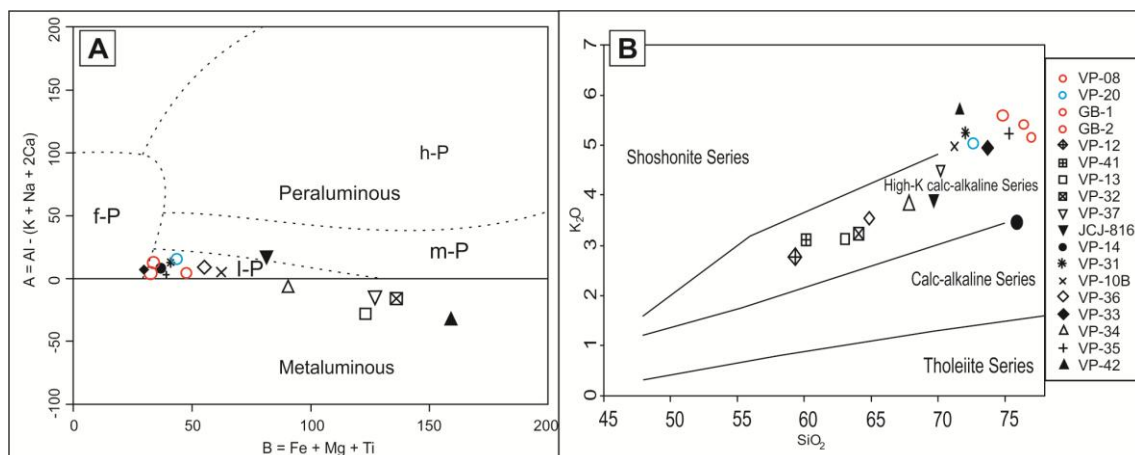 A
A = Al - (K + Na + 2Ca)
200
150
100
50
0
-50
-100
f-P
h-P
Peraluminous
m-P
l-P
Metaluminous
0
50
100
150
200
B = Fe + Mg + Ti
B
K₂O
7
6
5
4
3
2
1
0
Shoshonite Series
High-K calc-alkaline Series
Calc-alkaline Series
Tholeiite Series
45
50
55
60
65
70
75
SiO₂
VP-08
VP-20
GB-1
GB-2
VP-12
VP-41
VP-13
VP-32
VP-37
JCJ-816
VP-14
VP-31
VP-10B
VP-36
VP-33
VP-34
VP-35
VP-42